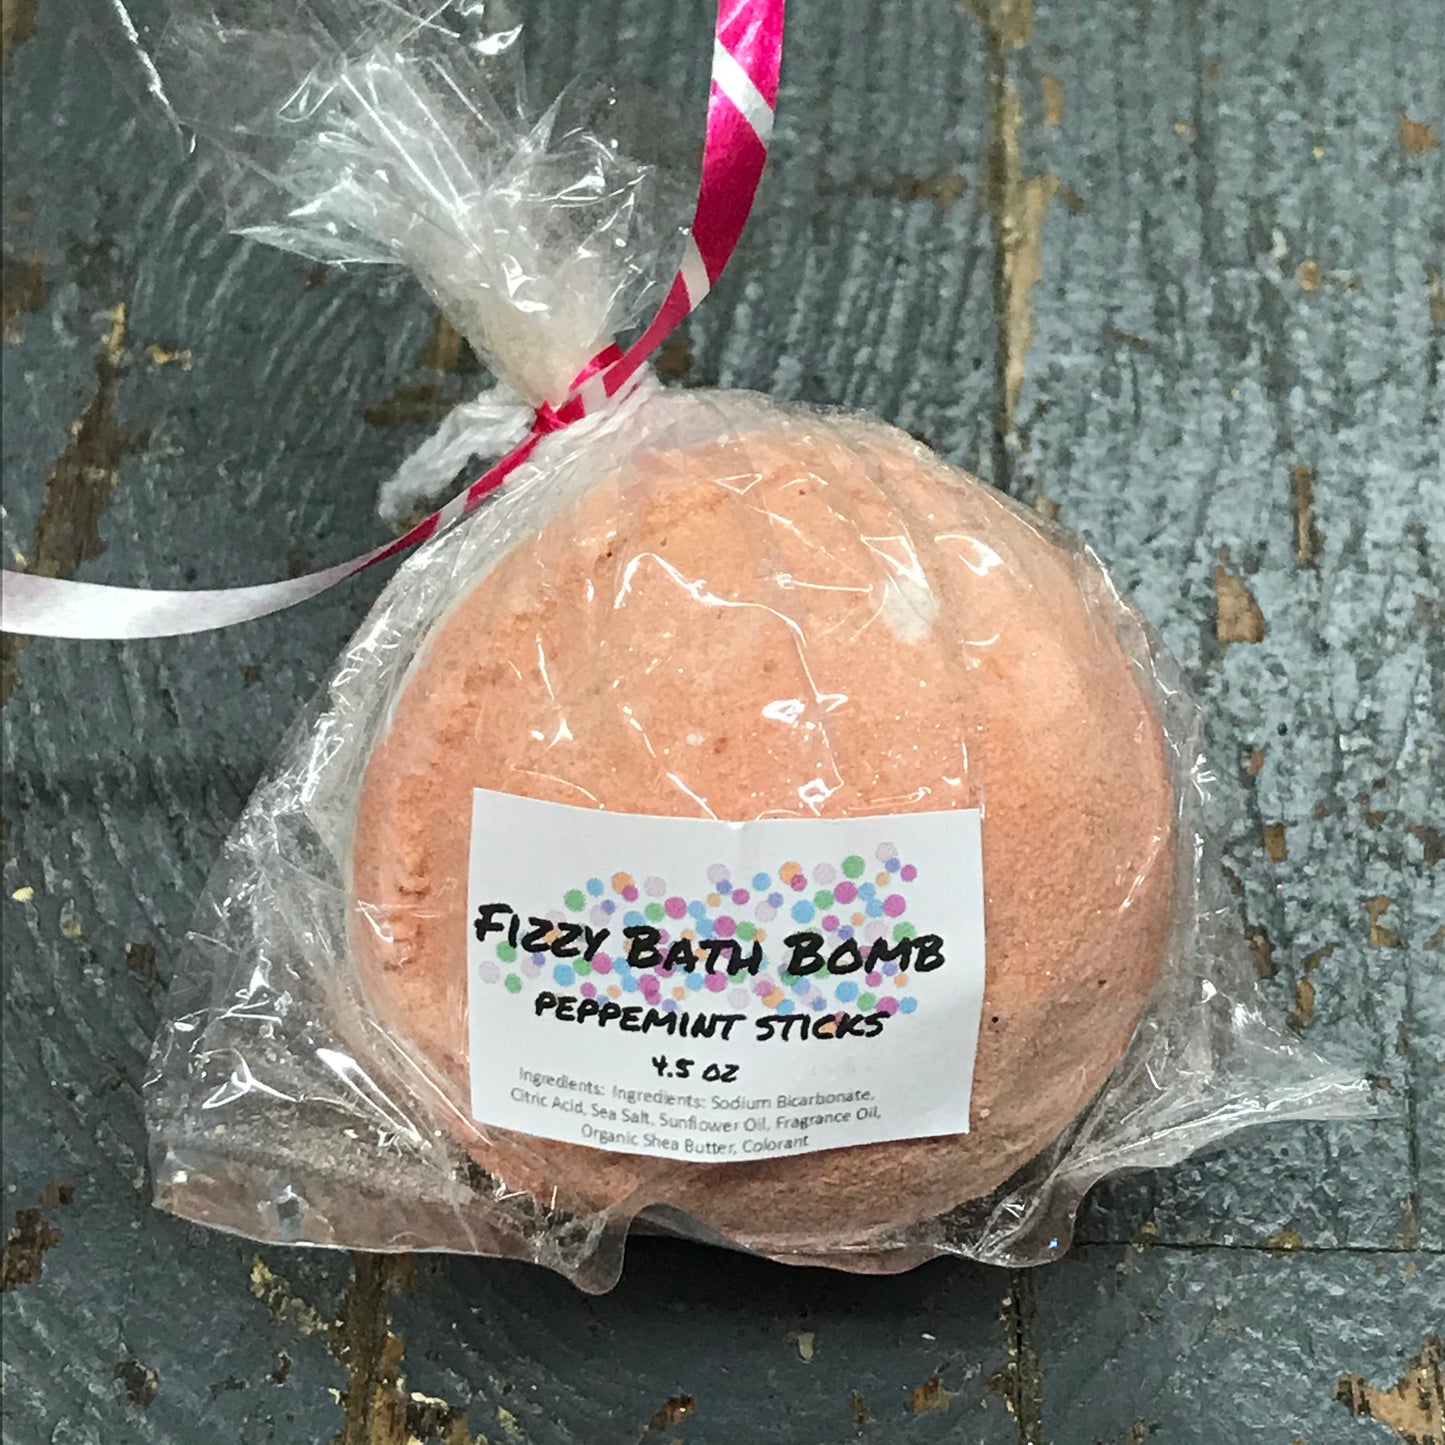 FIZZY BATH BOMB
PEPPEMINT STICKS
4.5 OZ
Ingredients: Ingredients: Sodium Bicarbonate,
Citric Acid, Sea Salt, Sunflower Oil, Fragrance Oil,
Organic Shea Butter, Colorant